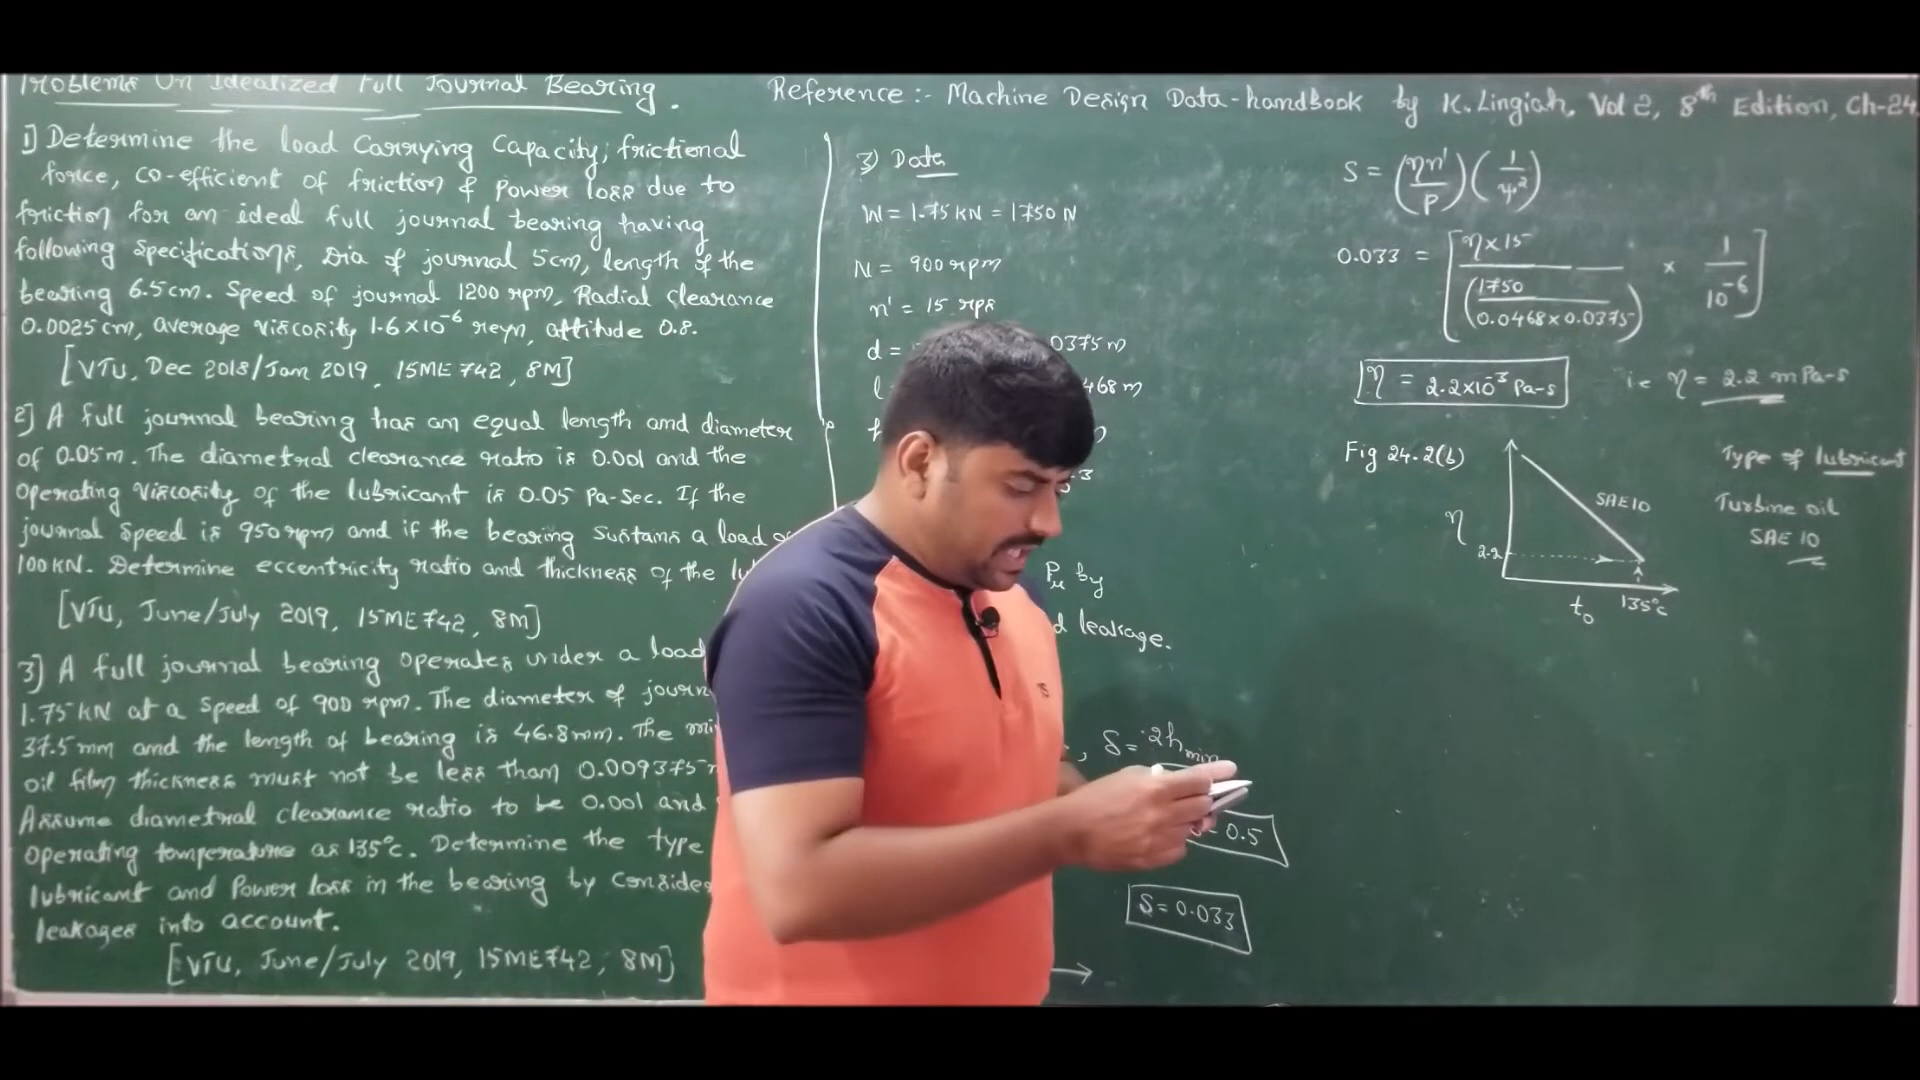 Problems On Idealized Full Journal Bearing.
Reference:- Machine Design Data-handbook by K. Lingiah, Vol 2, 8th Edition, Ch-24.
1) Determine the load Carrying Capacity, frictional
force, co-efficient of friction & power loss due to
friction for an ideal full journal bearing having
following specifications, Dia of journal 5cm, length of the
bearing 6.5cm. Speed of journal 1200 rpm, Radial clearance
0.0025 cm, average viscosity 1.6×10⁻⁶ reyn, attitude 0.8.
[VTU, Dec 2018/Jan 2019, 15ME742, 8M]
2) A full journal bearing has an equal length and diameter
of 0.05m. The diametral clearance ratio is 0.001 and the
operating viscosity of the lubricant is 0.05 Pa-sec. If the
journal speed is 950 rpm and if the bearing sustains a load
100KN. Determine eccentricity ratio and thickness of the
[VTU, June/July 2019, 15ME742, 8M]
3) A full journal bearing operates under a load
1.75 KN at a speed of 900 rpm. The diameter of
37.5 mm and the length of bearing is 46.8mm. The
oil film thickness must not be less than 0.009375
Assume diametral clearance ratio to be 0.001 and
operating temperature as 135°c. Determine the type
lubricant and Power loss in the bearing by
leakages into account.
[VTU, June/July 2019, 15ME742, 8M]
3) Data
W = 1.75 KN = 1750 N
N = 900 rpm
n' = 15 rps
d = 0375 m
468 m
by
leakage.
, δ = 2hmin
0.5
S = 0.033
S = (ηn'/P)(1/ψ²)
0.033 = [η×15/(1750/0.0468×0.0375) × 1/10⁻⁶]
η = 2.2×10⁻³ Pa-s i.e η = 2.2 mPa-s
Fig 24.2(b)
η
2.2
SAE10
t₀
135°c
Type of lubricant
Turbine oil
SAE 10